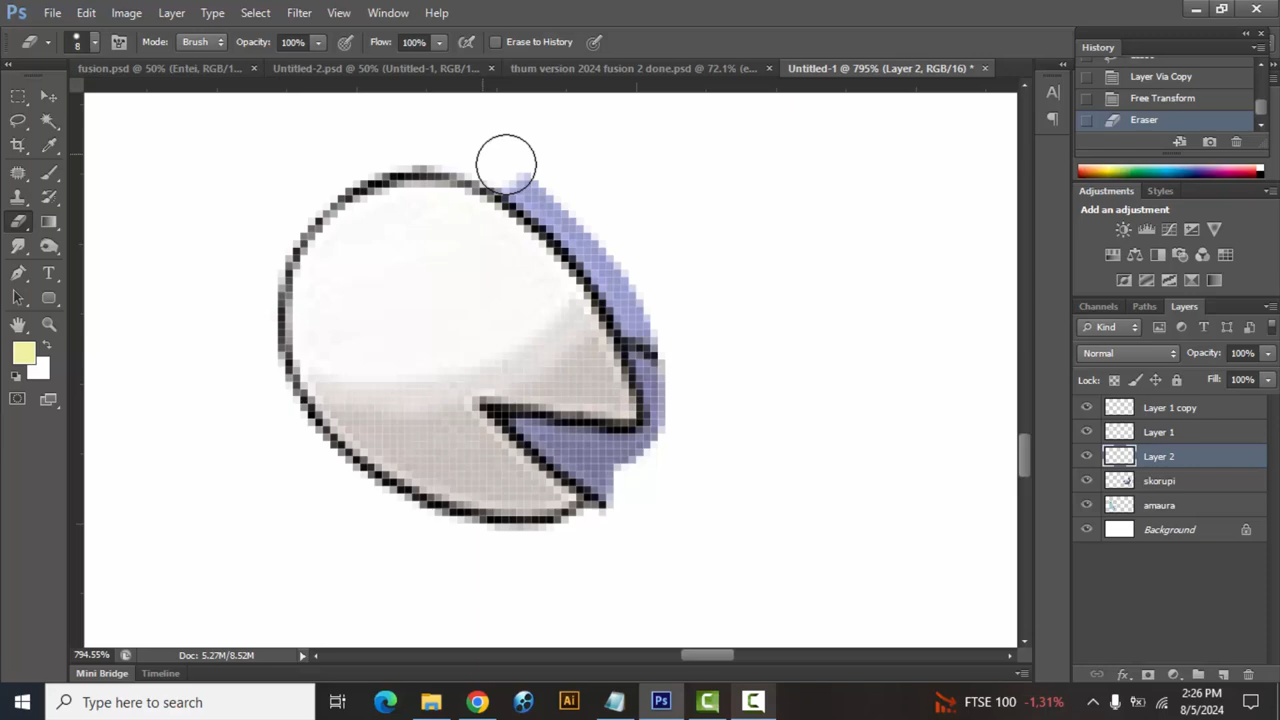 Ps File Edit Image Layer Type Select Filter View Window Help
8 Mode: Brush Opacity: 100% Flow: 100% Erase to History
fusion.psd @ 50% (Entei, RGB/1... × Untitled-2.psd @ 50% (Untitled-1, RGB/1... × thum version 2024 fusion 2 done.psd @ 72.1% (e... × Untitled-1 @ 795% (Layer 2, RGB/16) * ×
History
Layer Via Copy
Free Transform
Eraser
Adjustments Styles
Add an adjustment
Channels Paths Layers
Kind
Normal Opacity: 100%
Lock: Fill: 100%
Layer 1 copy
Layer 1
Layer 2
skorupi
amaura
Background
794.55% Doc: 5.27M/8.52M
Mini Bridge Timeline
Type here to search Ai Ps FTSE 100 -1,31% 2:26 PM
8/5/2024